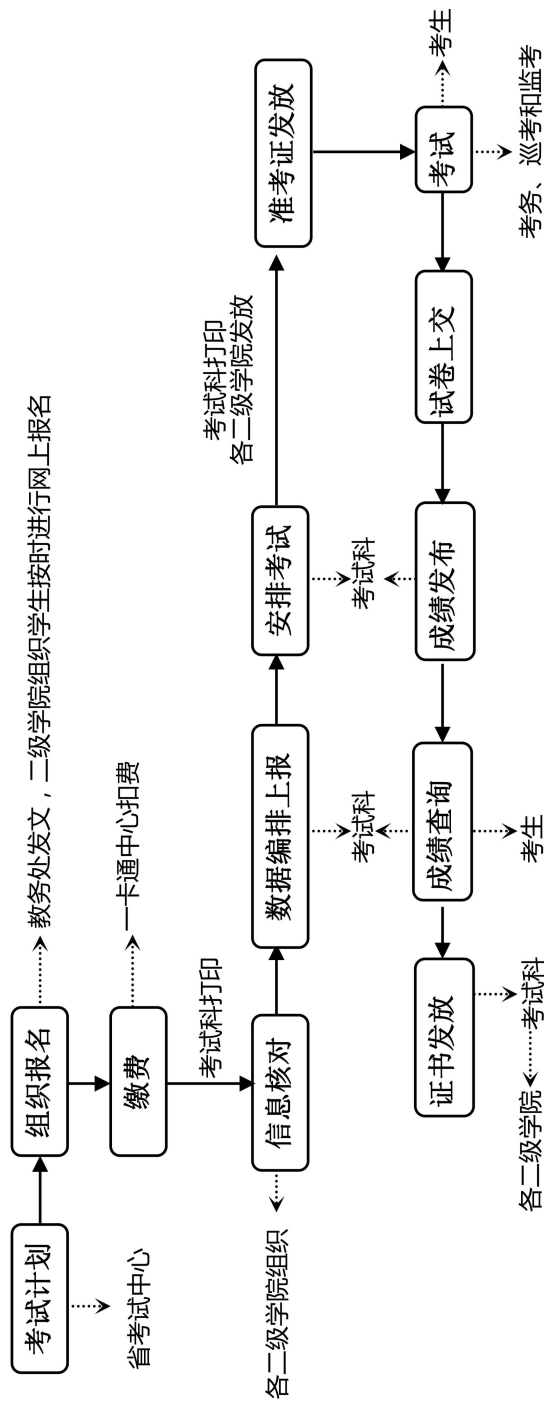 考试计划
省考试中心
组织报名
教务处发文，二级学院组织学生按时进行网上报名
缴费
一卡通中心扣费
考试科打印
信息核对
各二级学院组织
数据编排上报
考试科
安排考试
考试科
考试科打印
各二级学院发放
准考证发放
考试
考生
考务、巡考和监考
试卷上交
成绩发布
成绩查询
考生
证书发放
考试科
各二级学院